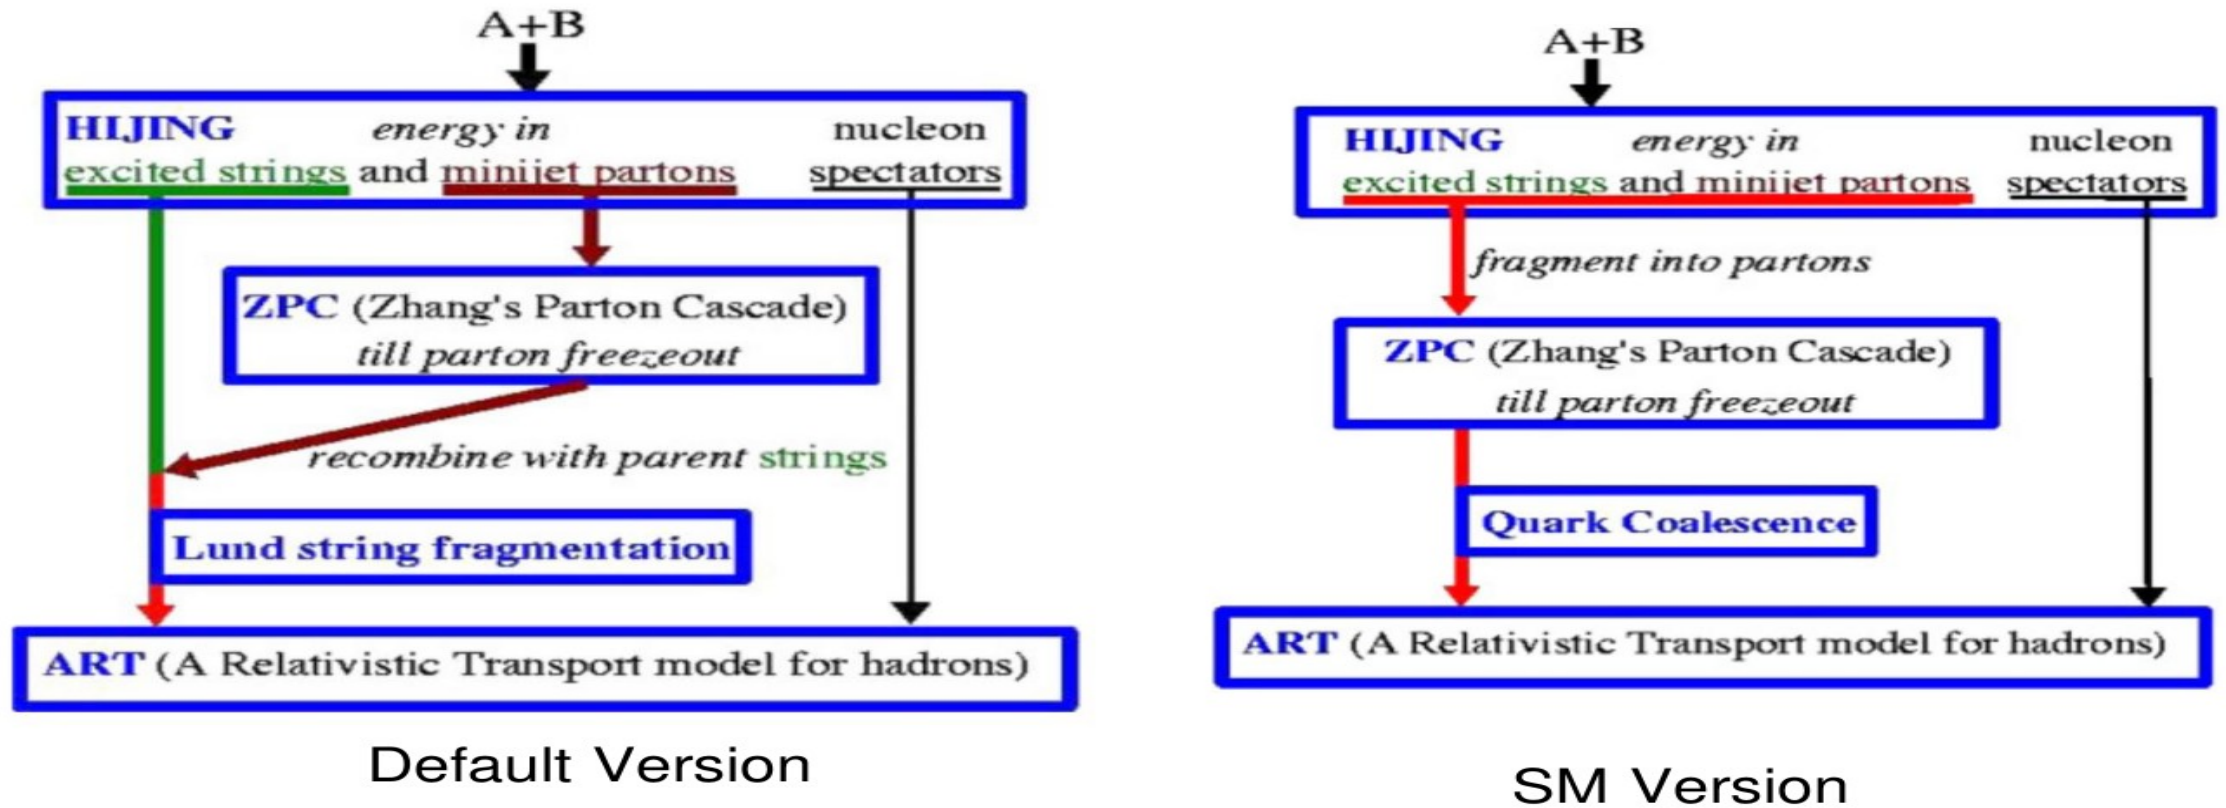 A+B
HIJING energy in nucleon
excited strings and minijet partons spectators
ZPC (Zhang's Parton Cascade)
till parton freezeout
recombine with parent strings
Lund string fragmentation
ART (A Relativistic Transport model for hadrons)
Default Version
A+B
HIJING energy in nucleon
excited strings and minijet partons spectators
fragment into partons
ZPC (Zhang's Parton Cascade)
till parton freezeout
Quark Coalescence
ART (A Relativistic Transport model for hadrons)
SM Version